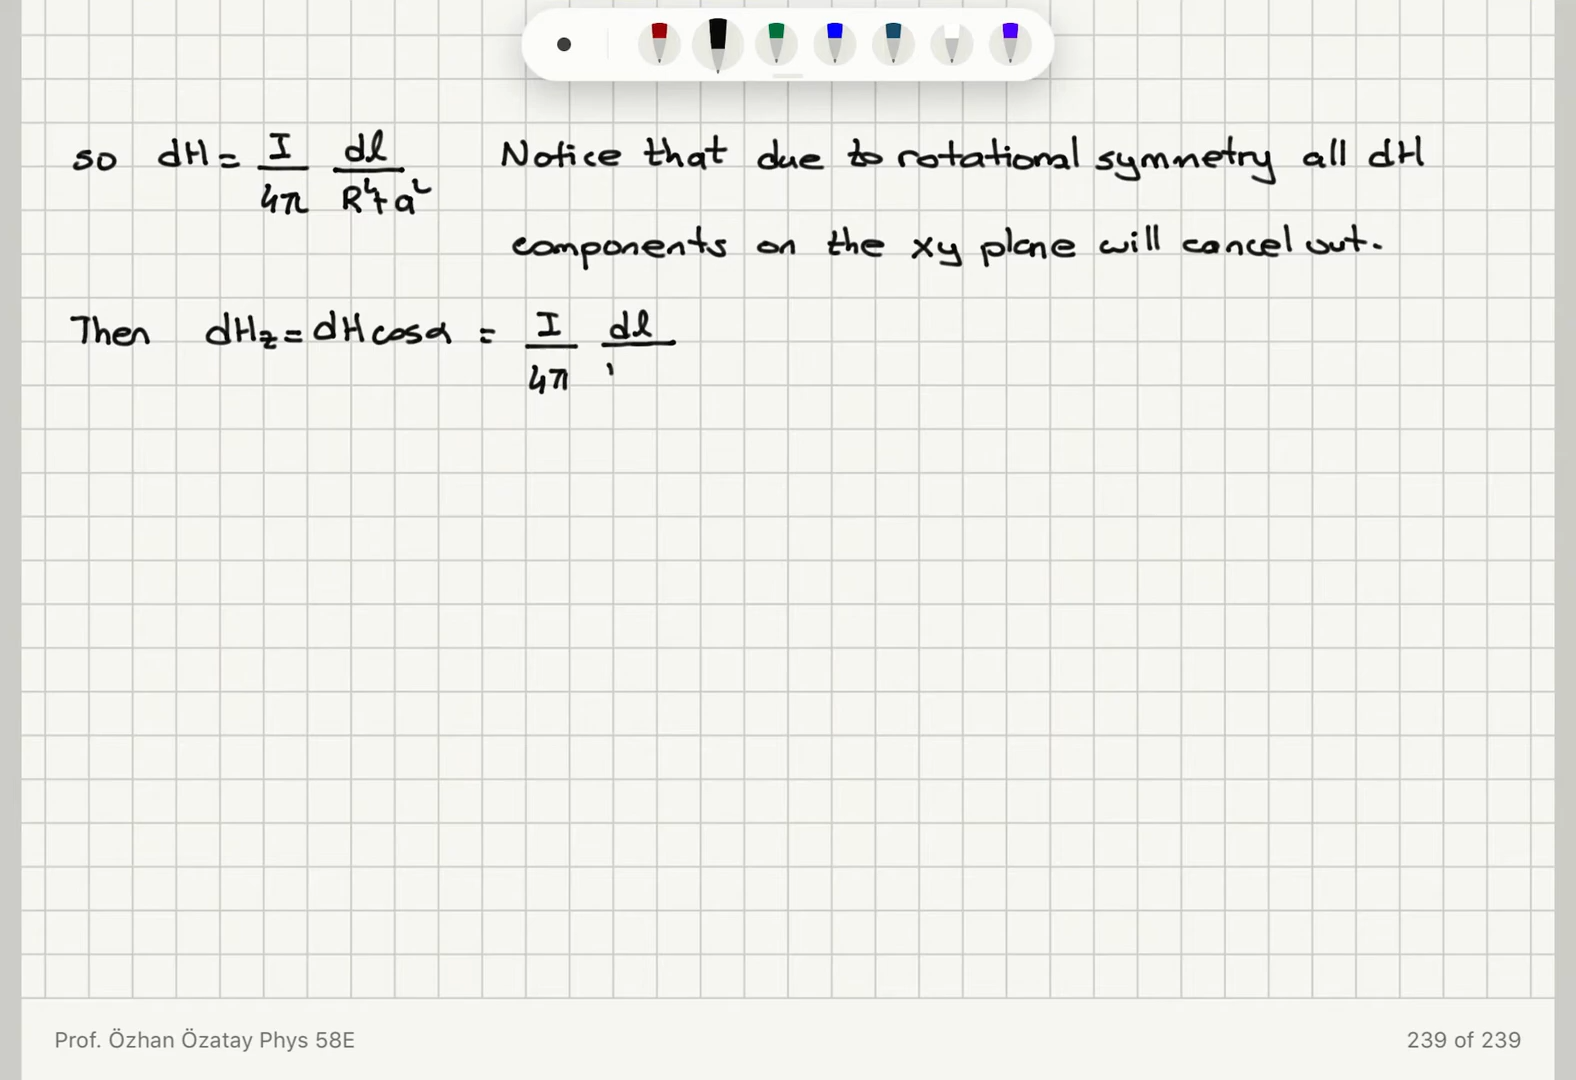 so dH = I/4π dl/R²+a² Notice that due to rotational symmetry all dH
components on the xy plane will cancel out.
Then dHz = dH cosα = I/4π dl/
Prof. Özhan Özatay Phys 58E
239 of 239